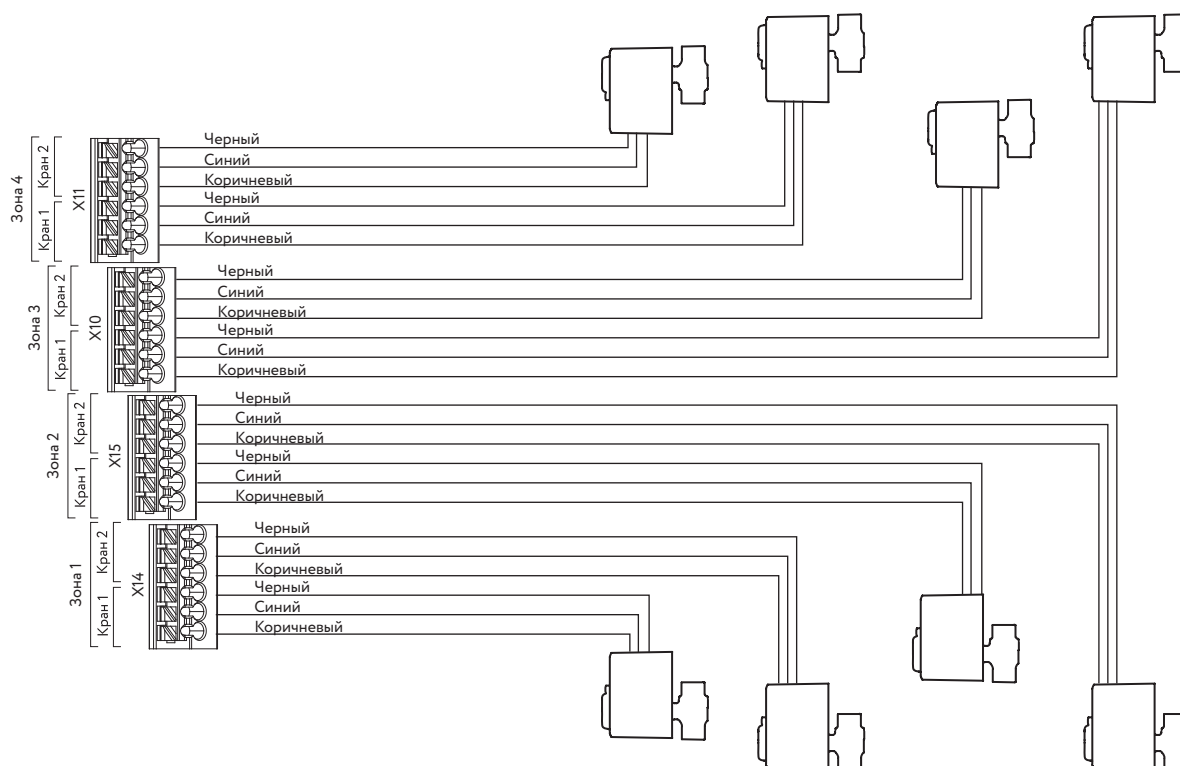 Зона 4
Кран 2
Кран 1
X11
Черный
Синий
Коричневый
Черный
Синий
Коричневый
Зона 3
Кран 2
Кран 1
X10
Черный
Синий
Коричневый
Черный
Синий
Коричневый
Зона 2
Кран 2
Кран 1
X15
Черный
Синий
Коричневый
Черный
Синий
Коричневый
Зона 1
Кран 2
Кран 1
X14
Черный
Синий
Коричневый
Черный
Синий
Коричневый